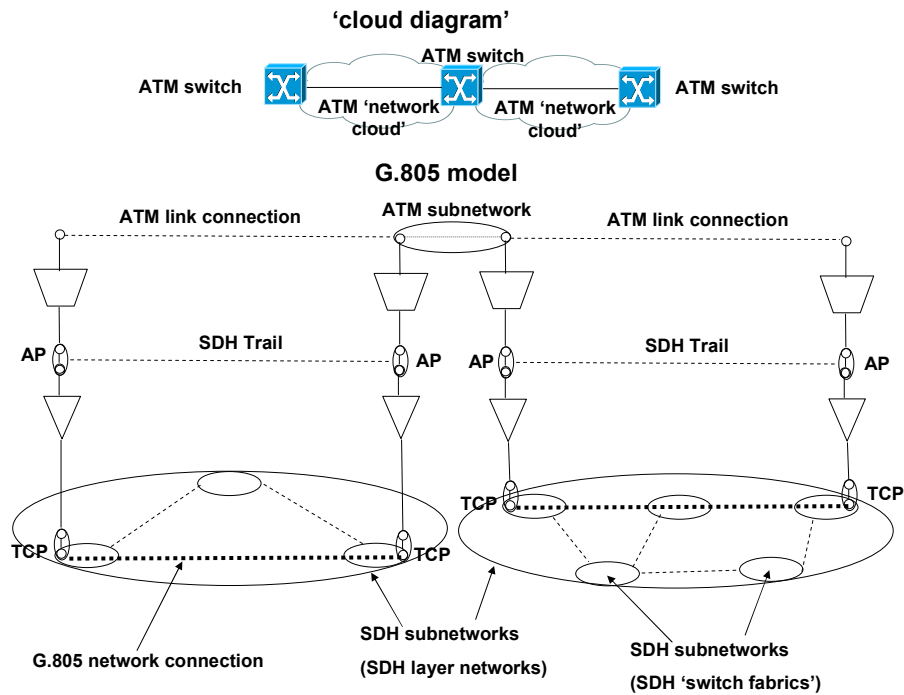 ‘cloud diagram’
ATM switch
ATM switch
ATM switch
ATM ‘network
cloud’
ATM ‘network
cloud’
G.805 model
ATM link connection
ATM subnetwork
ATM link connection
AP
SDH Trail
AP
AP
SDH Trail
AP
TCP
TCP
TCP
TCP
G.805 network connection
SDH subnetworks
(SDH layer networks)
SDH subnetworks
(SDH ‘switch fabrics’)